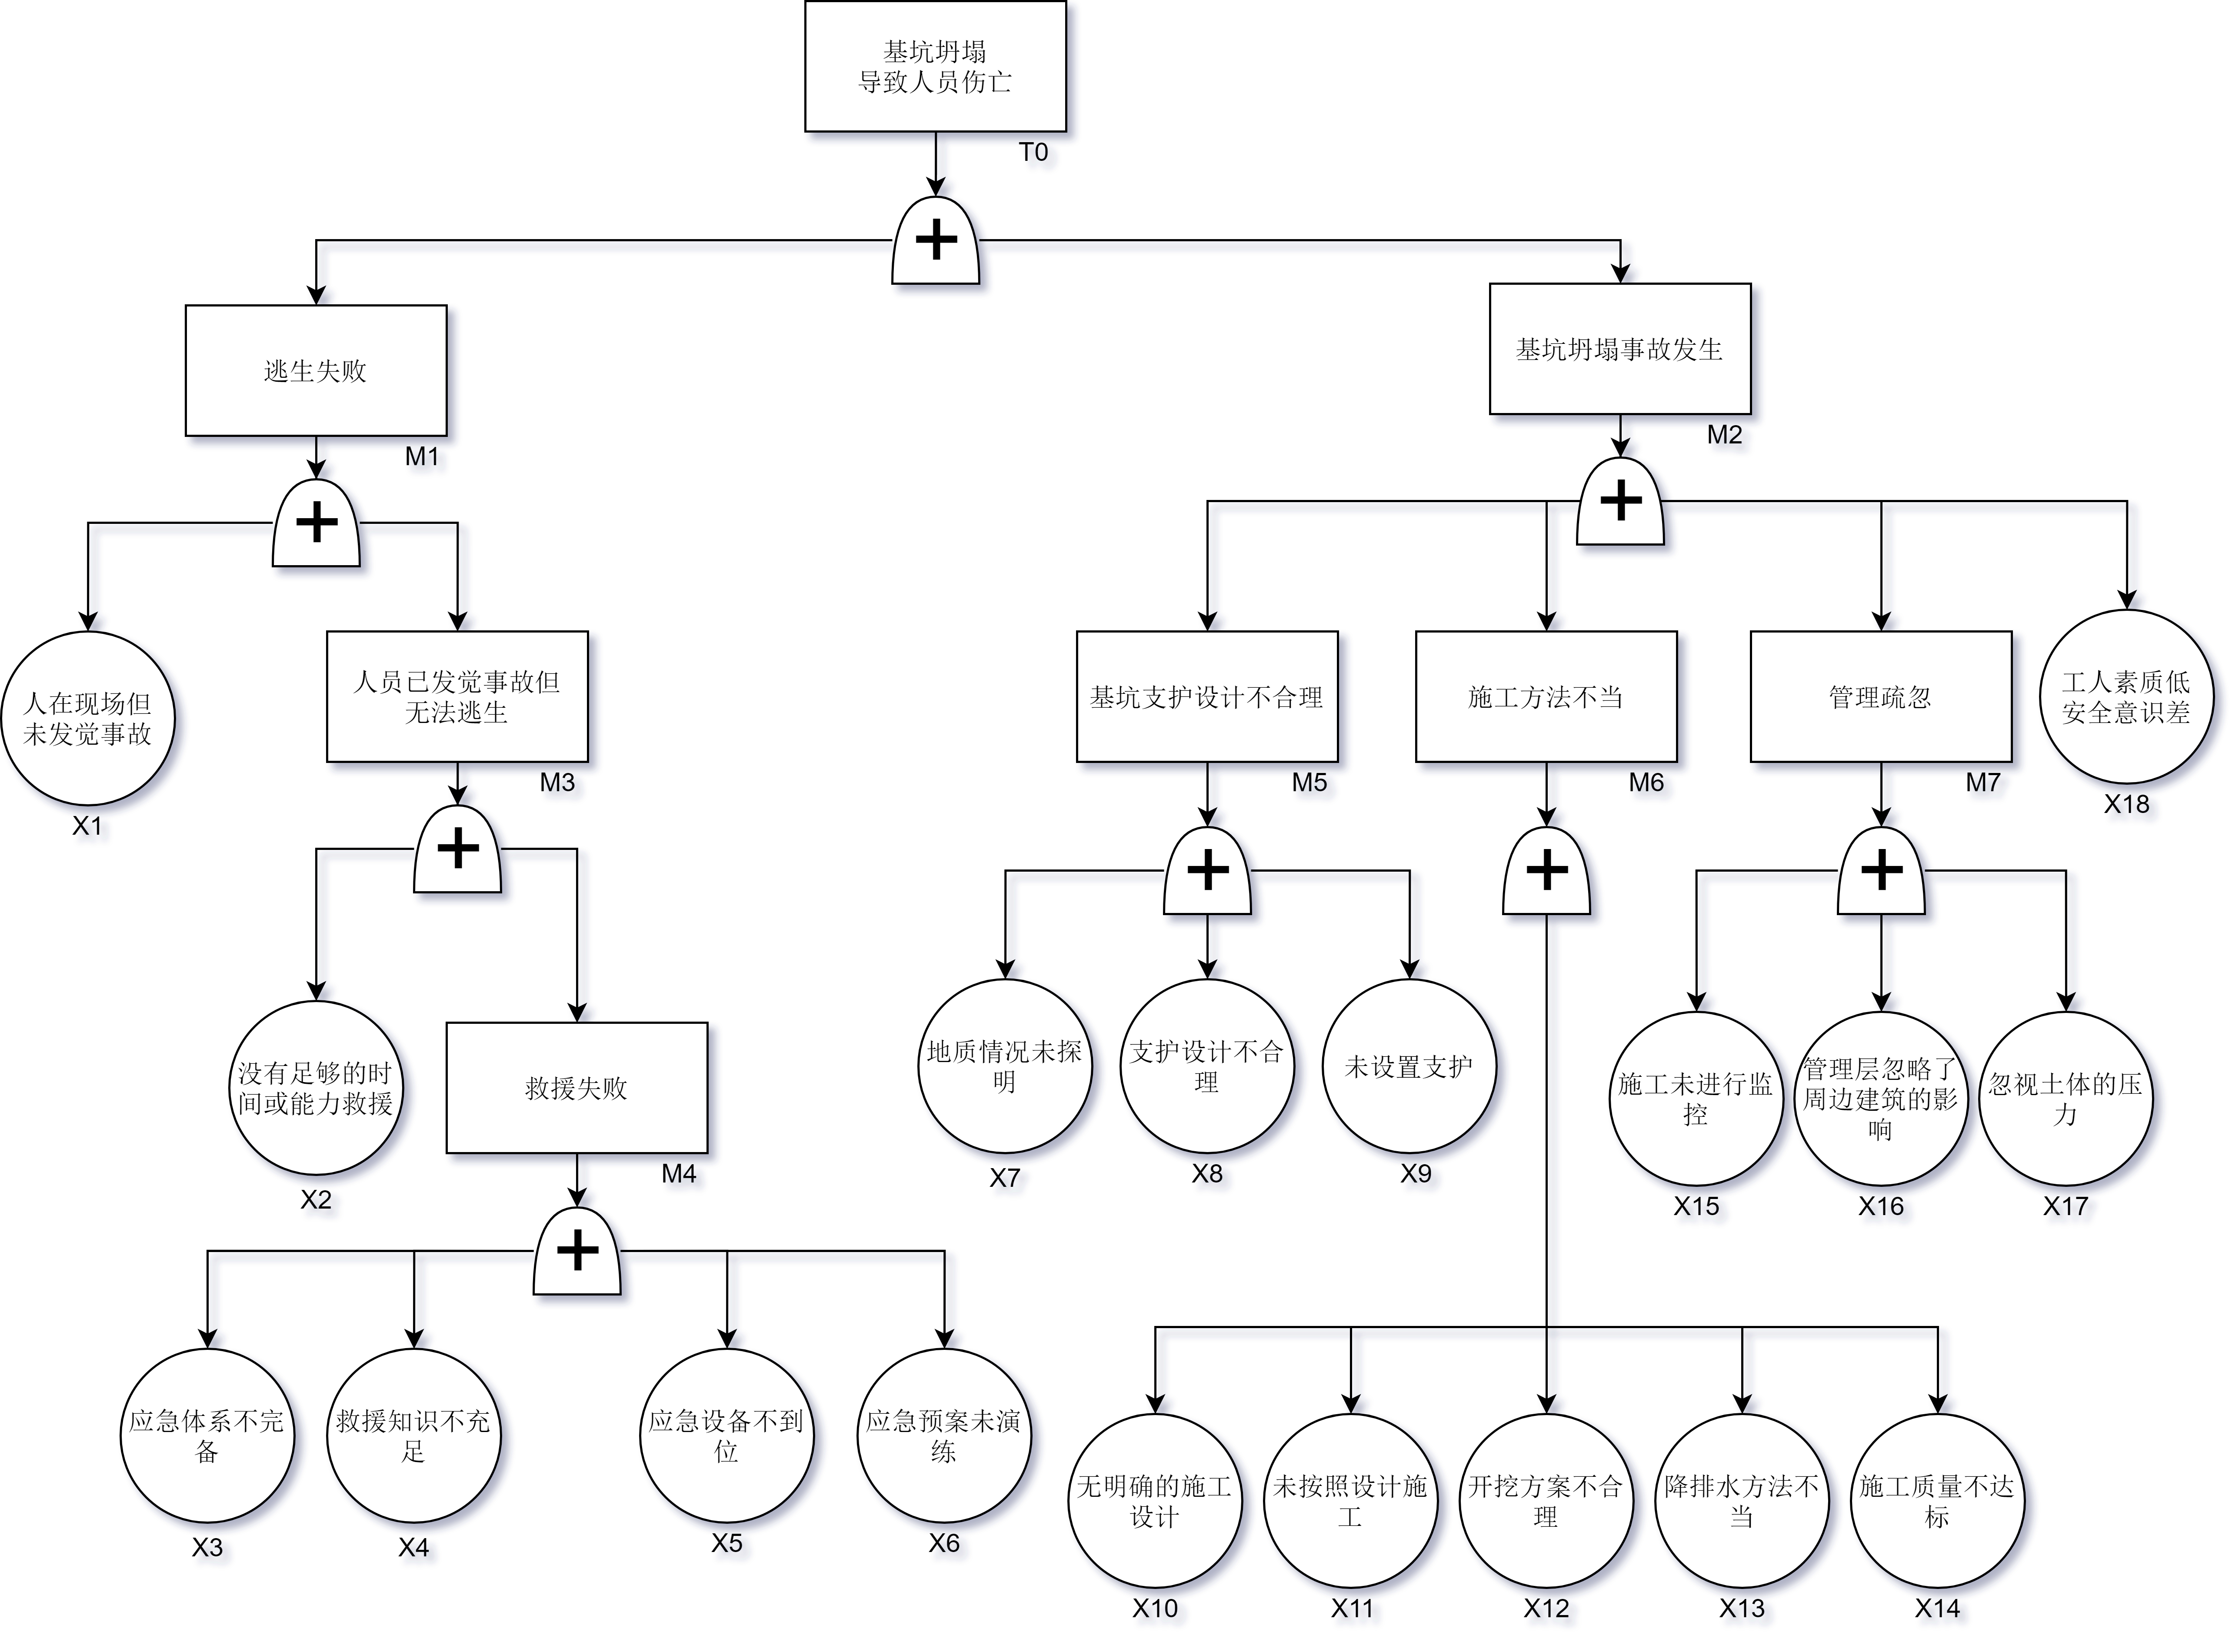 基坑坍塌
导致人员伤亡
T0
逃生失败
M1
基坑坍塌事故发生
M2
人在现场但
未发觉事故
X1
人员已发觉事故但
无法逃生
M3
基坑支护设计不合理
M5
施工方法不当
M6
管理疏忽
M7
工人素质低
安全意识差
X18
没有足够的时
间或能力救援
X2
救援失败
M4
地质情况未探
明
X7
支护设计不合
理
X8
未设置支护
X9
施工未进行监
控
X15
管理层忽略了
周边建筑的影
响
X16
忽视土体的压
力
X17
应急体系不完
备
X3
救援知识不充
足
X4
应急设备不到
位
X5
应急预案未演
练
X6
无明确的施工
设计
X10
未按照设计施
工
X11
开挖方案不合
理
X12
降排水方法不
当
X13
施工质量不达
标
X14